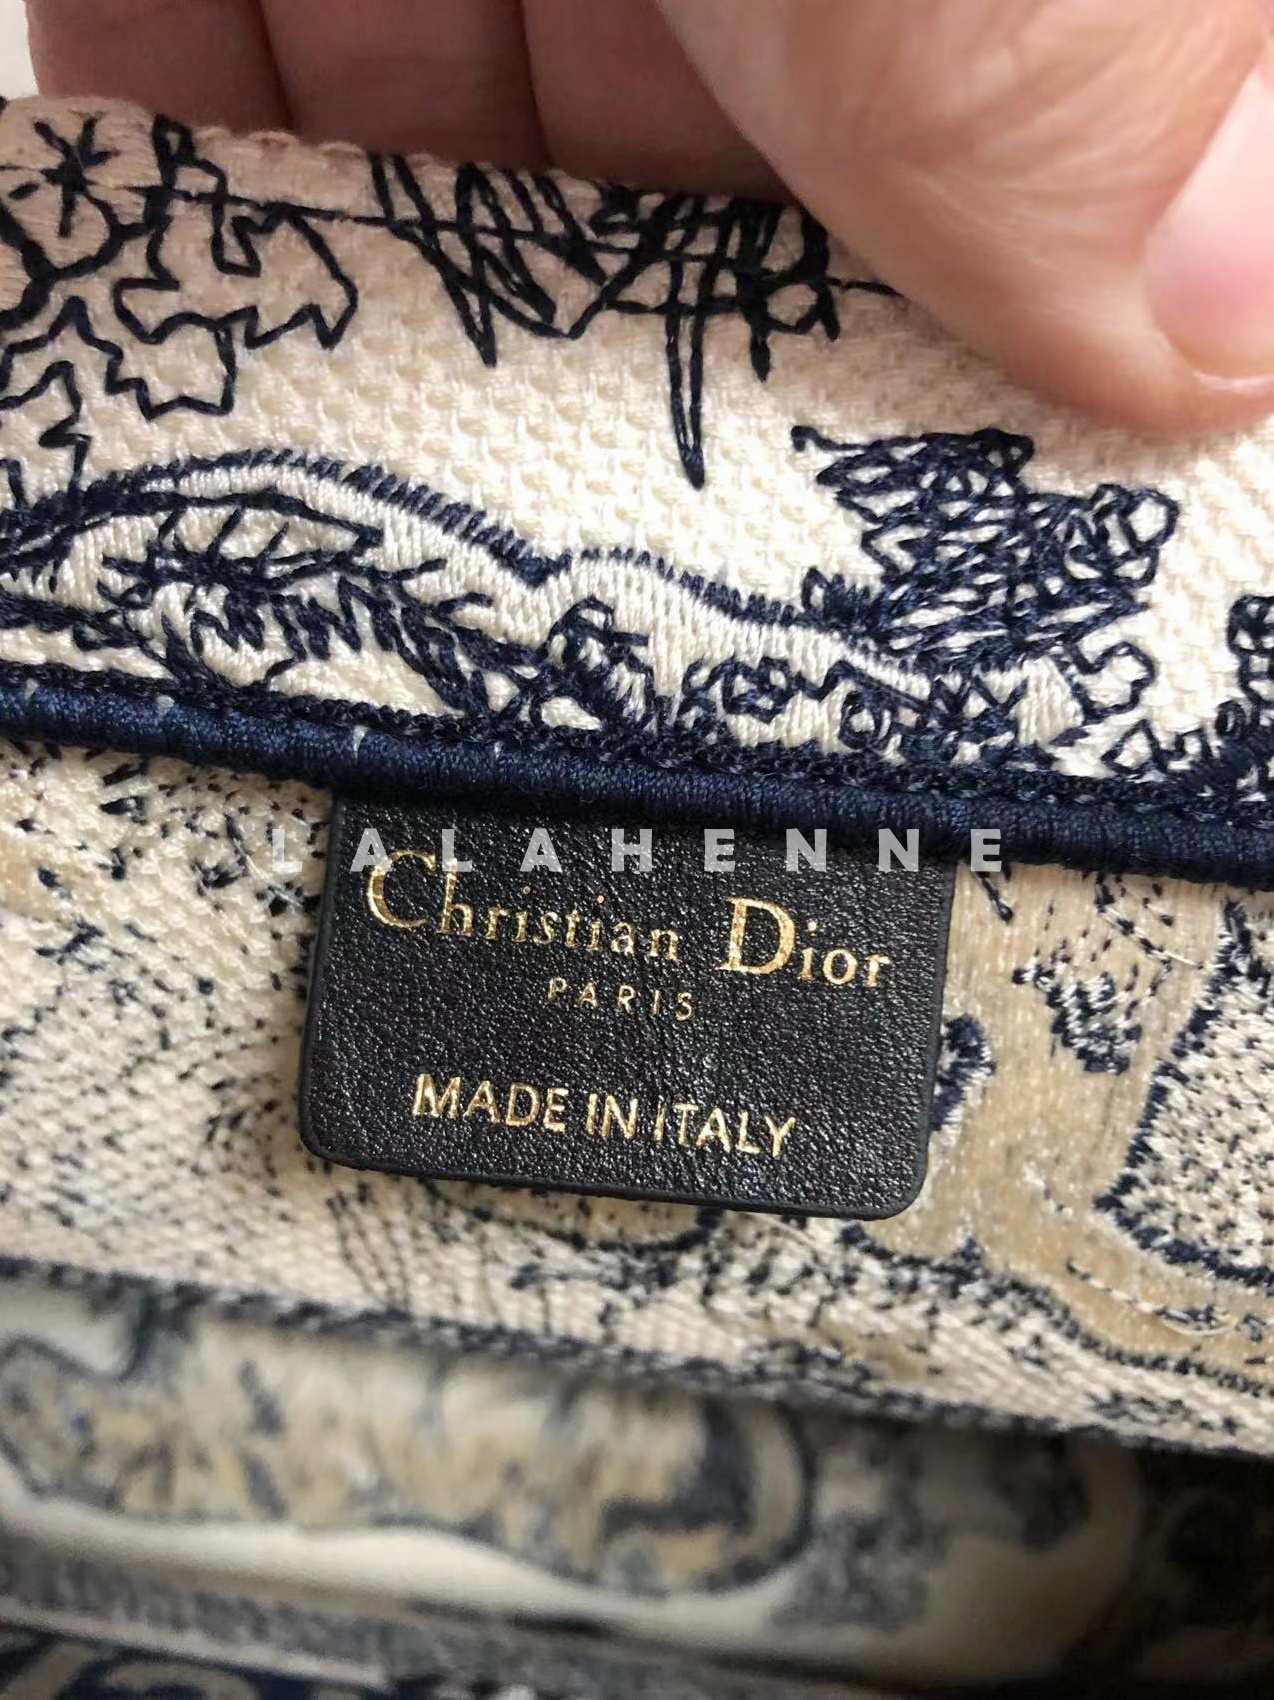 LALAHENNE
Christian Dior
PARIS
MADE IN ITALY